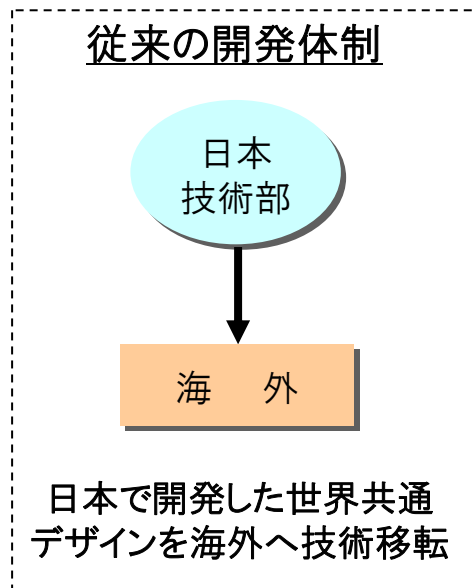 従来の開発体制
日本
技術部
海　外
日本で開発した世界共通
デザインを海外へ技術移転